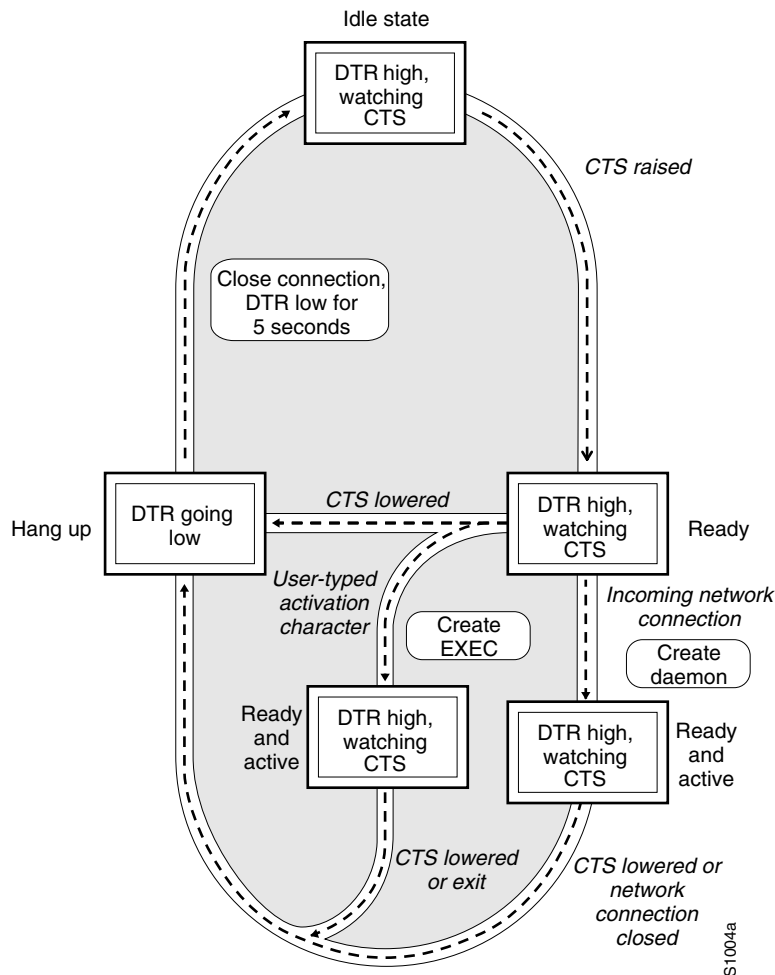 Idle state
DTR high,
watching
CTS
CTS raised
Close connection,
DTR low for
5 seconds
Hang up
DTR going
low
CTS lowered
DTR high,
watching
CTS
Ready
User-typed
activation
character
Create
EXEC
Incoming network
connection
Create
daemon
Ready
and
active
DTR high,
watching
CTS
DTR high,
watching
CTS
Ready
and
active
CTS lowered
or exit
CTS lowered or
network
connection
closed
S1004a